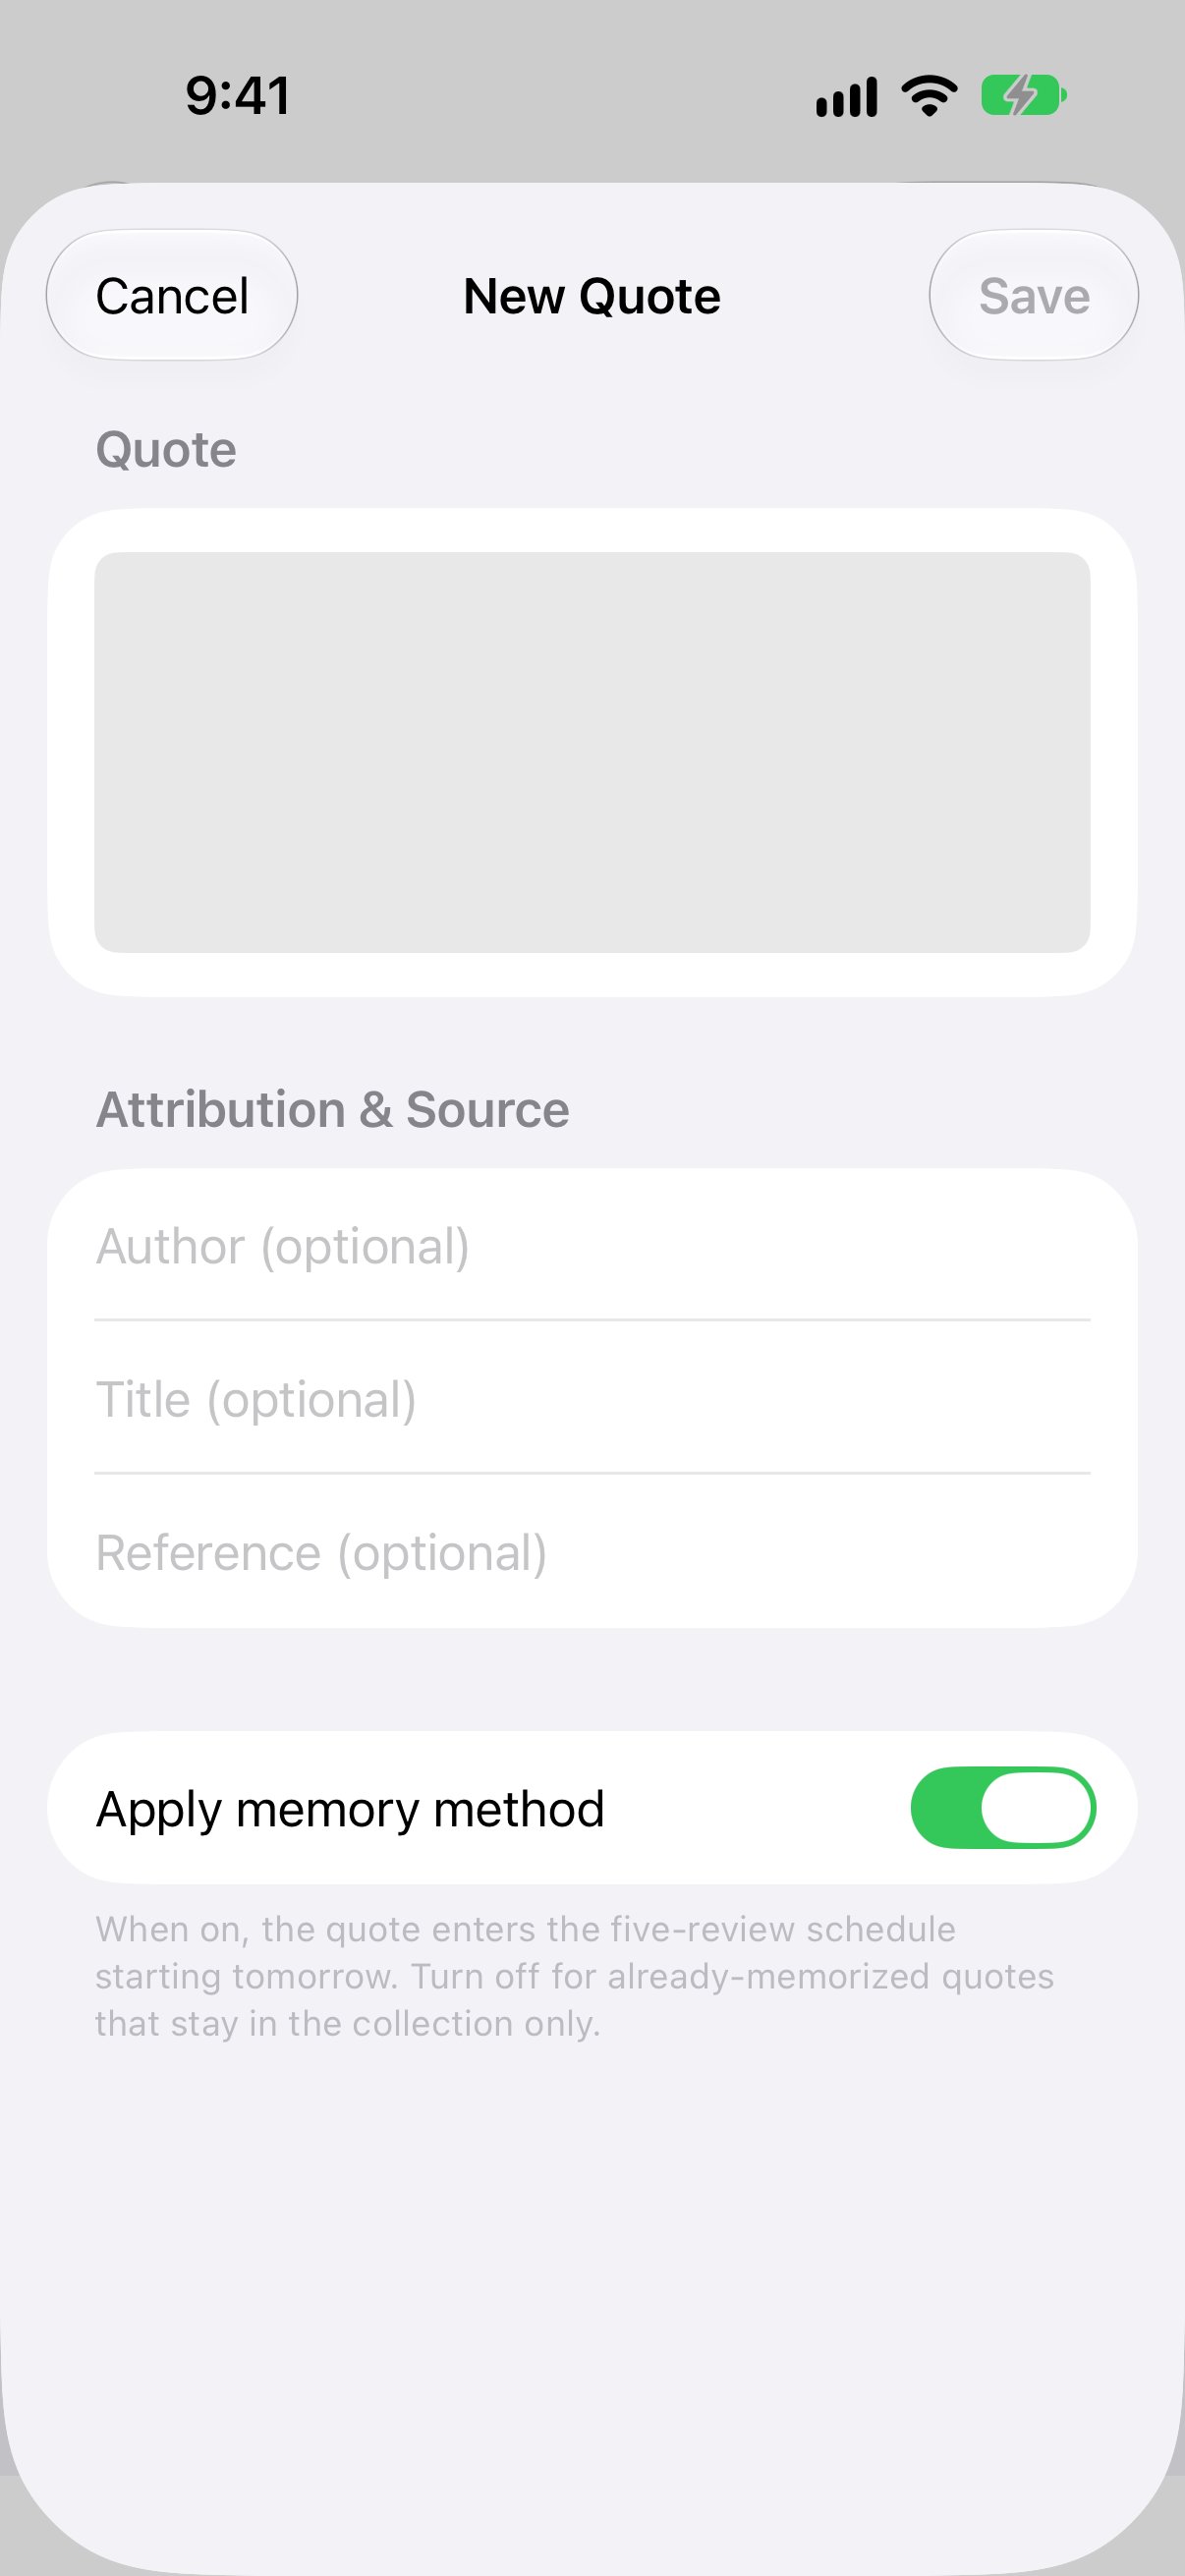 9:41
Cancel
New Quote
Save
Quote
Attribution & Source
Author (optional)
Title (optional)
Reference (optional)
Apply memory method
When on, the quote enters the five-review schedule
starting tomorrow. Turn off for already-memorized quotes
that stay in the collection only.